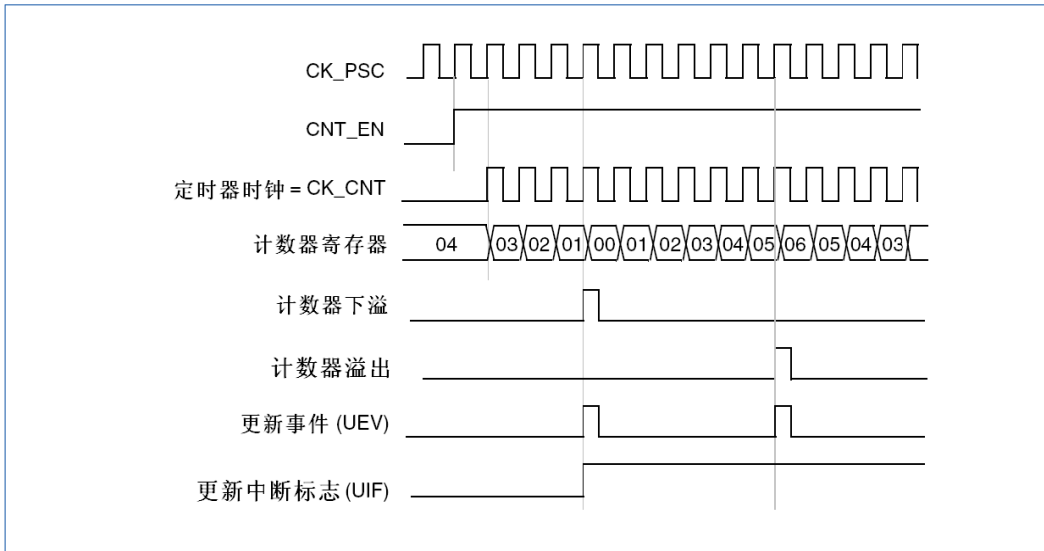 CK_PSC
CNT_EN
定时器时钟 = CK_CNT
计数器寄存器 04 03 02 01 00 01 02 03 04 05 06 05 04 03
计数器下溢
计数器溢出
更新事件 (UEV)
更新中断标志 (UIF)